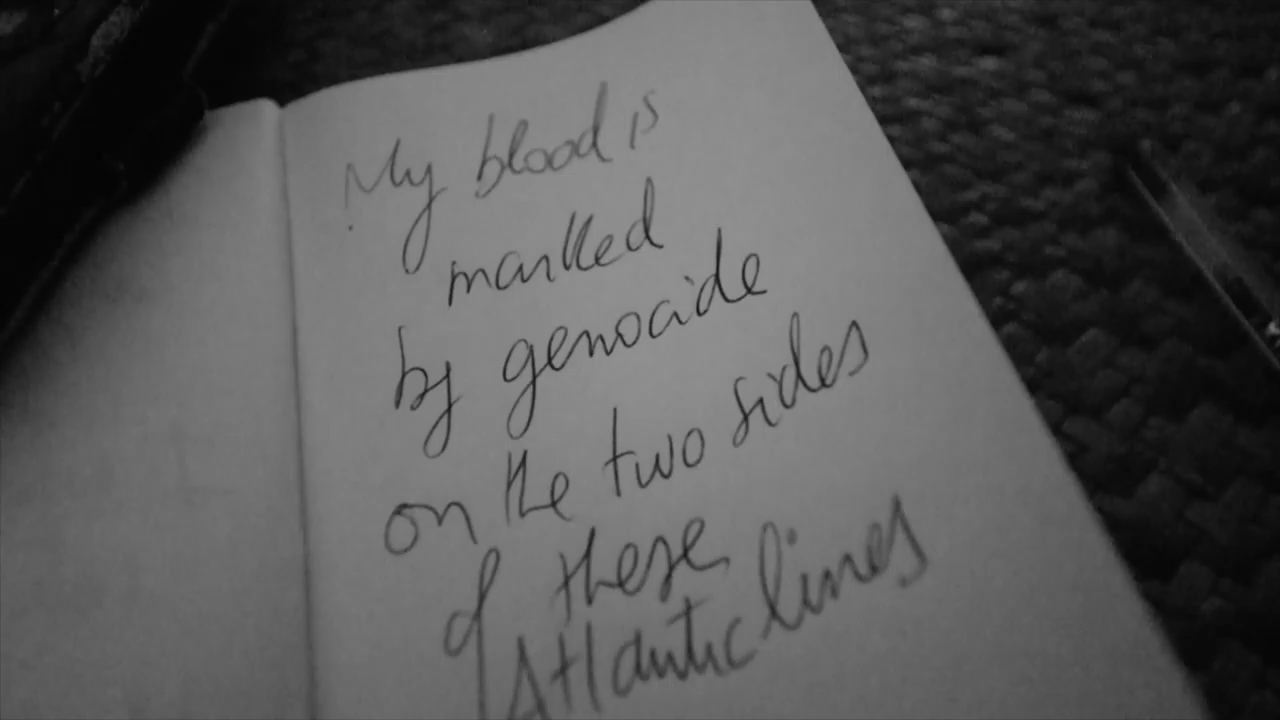 My blood is
marked
by genocide
on the two sides
of these
Atlantic lines